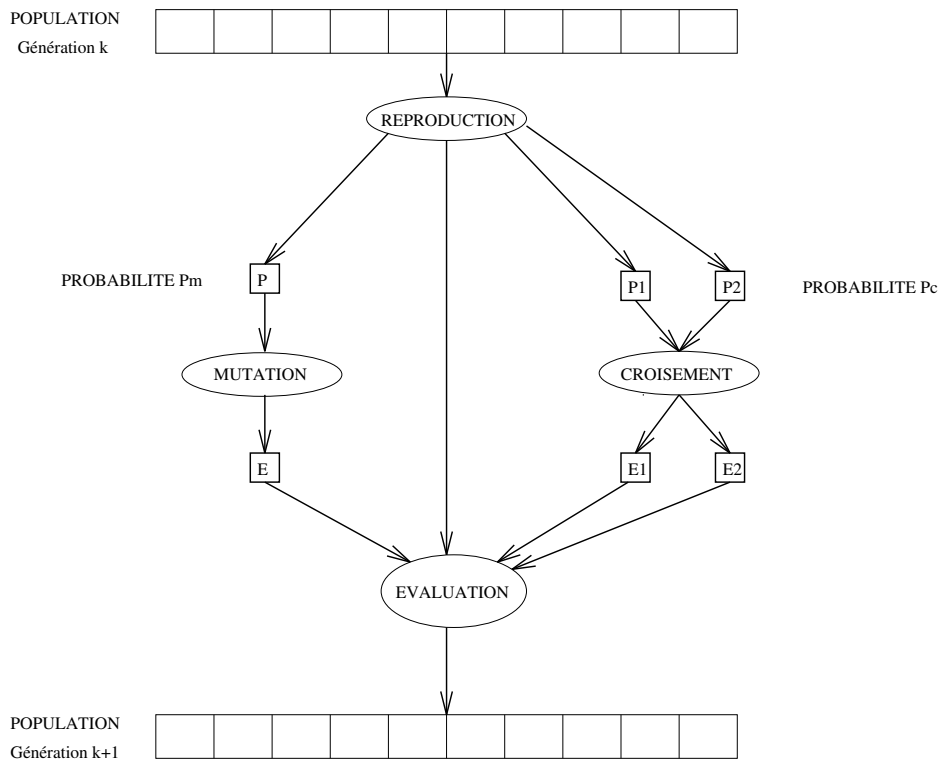 POPULATION
Génération k
REPRODUCTION
PROBABILITE Pm
P
P1
P2
PROBABILITE Pc
MUTATION
CROISEMENT
E
E1
E2
EVALUATION
POPULATION
Génération k+1